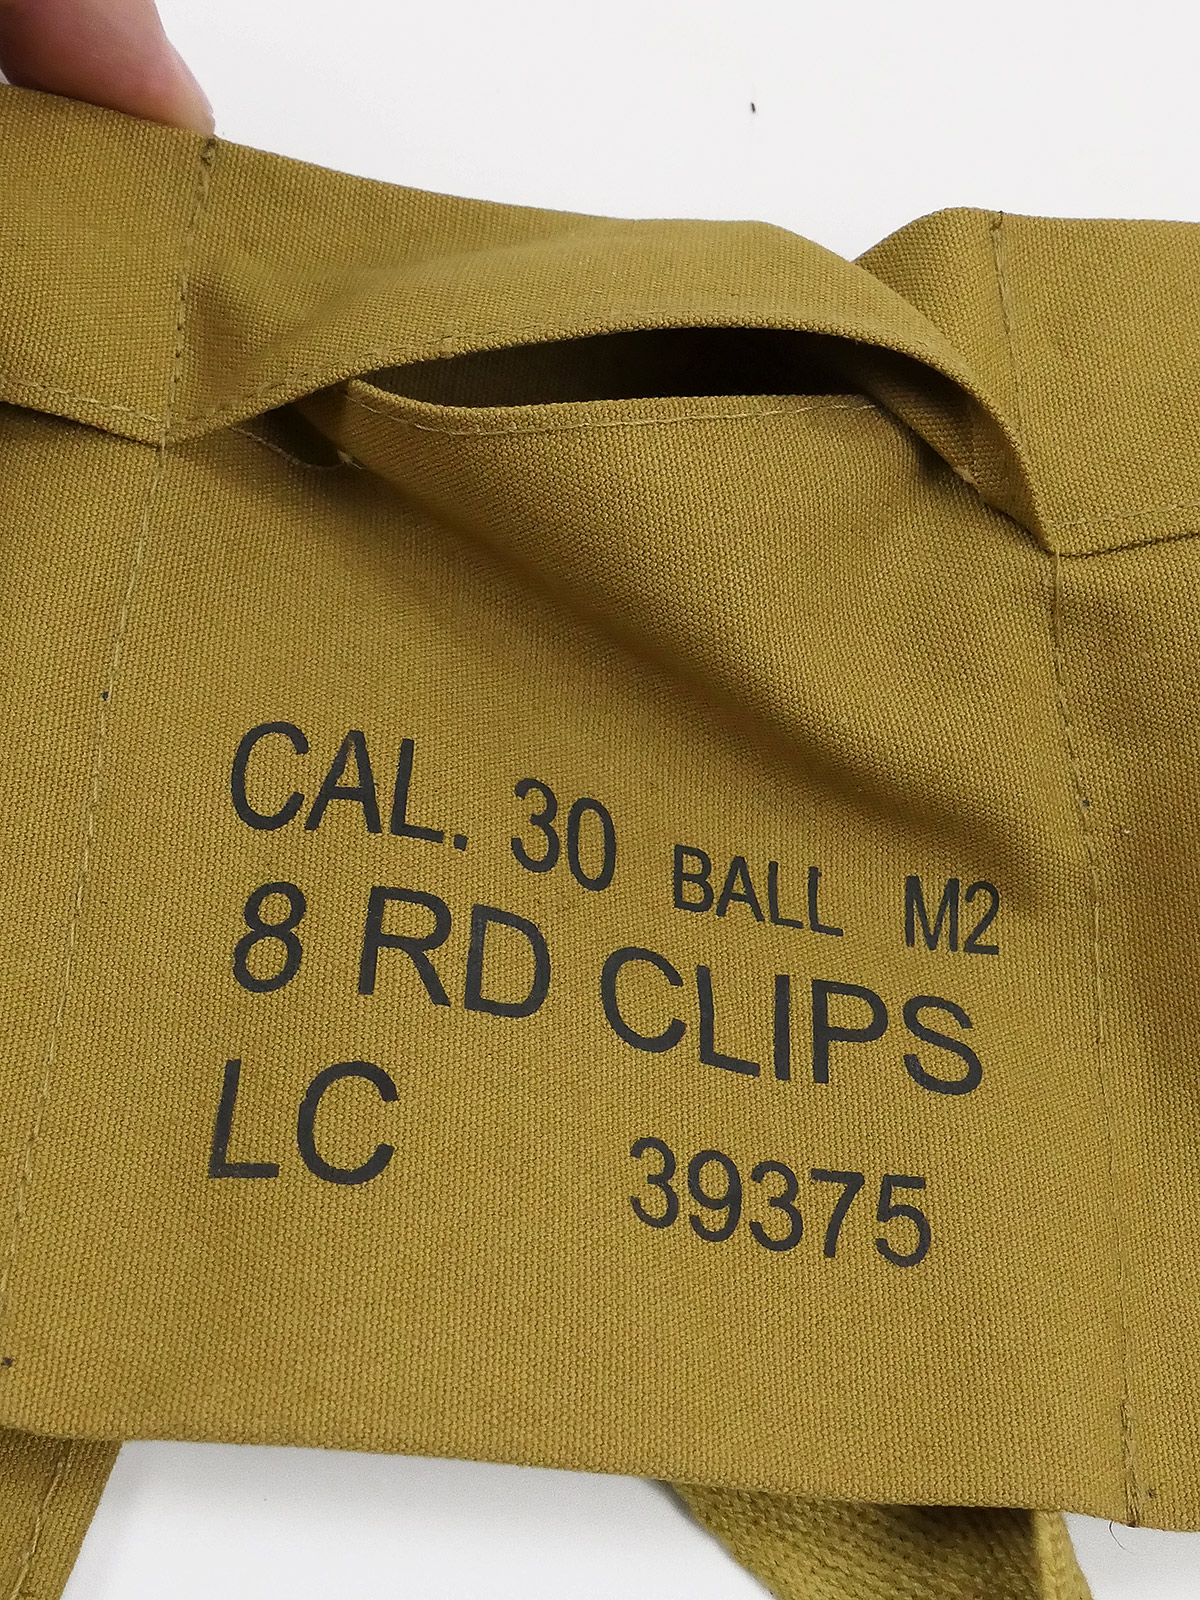 CAL. 30 BALL M2
8 RD CLIPS
LC 39375